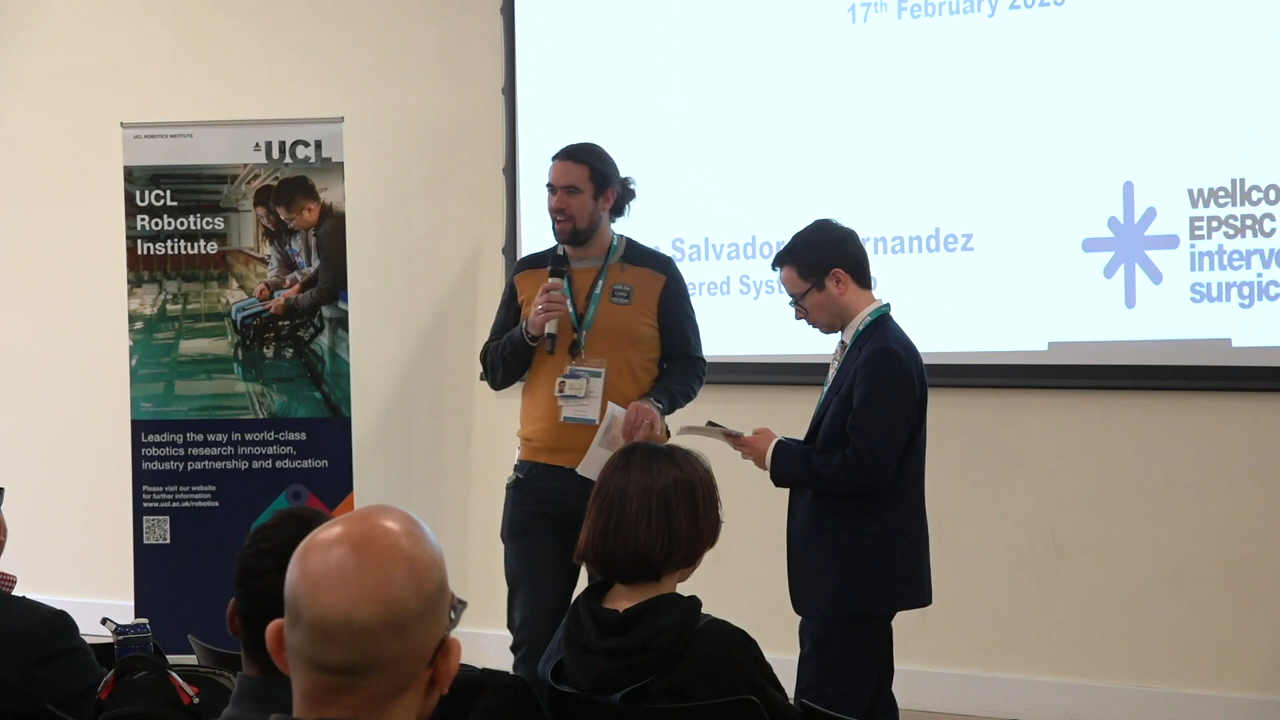 UCL ROBOTICS INSTITUTE
UCL
UCL
Robotics
Institute
Leading the way in world-class
robotics research innovation,
industry partnership and education
Please visit our website
for further information
www.ucl.ac.uk/robotics
17th February 2023
Salvador
ered Syst
wellco
EPSRC
interve
surgic